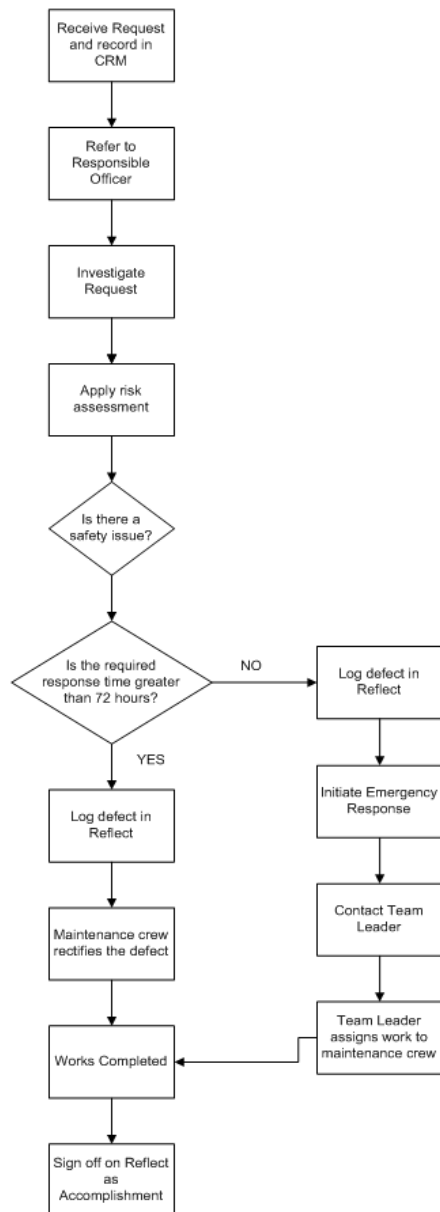 Receive Request
and record in
CRM
Refer to
Responsible
Officer
Investigate
Request
Apply risk
assessment
Is there a
safety issue?
Is the required
response time greater
than 72 hours?
NO
Log defect in
Reflect
YES
Initiate Emergency
Response
Log defect in
Reflect
Contact Team
Leader
Maintenance crew
rectifies the defect
Team Leader
assigns work to
maintenance crew
Works Completed
Sign off on Reflect
as
Accomplishment